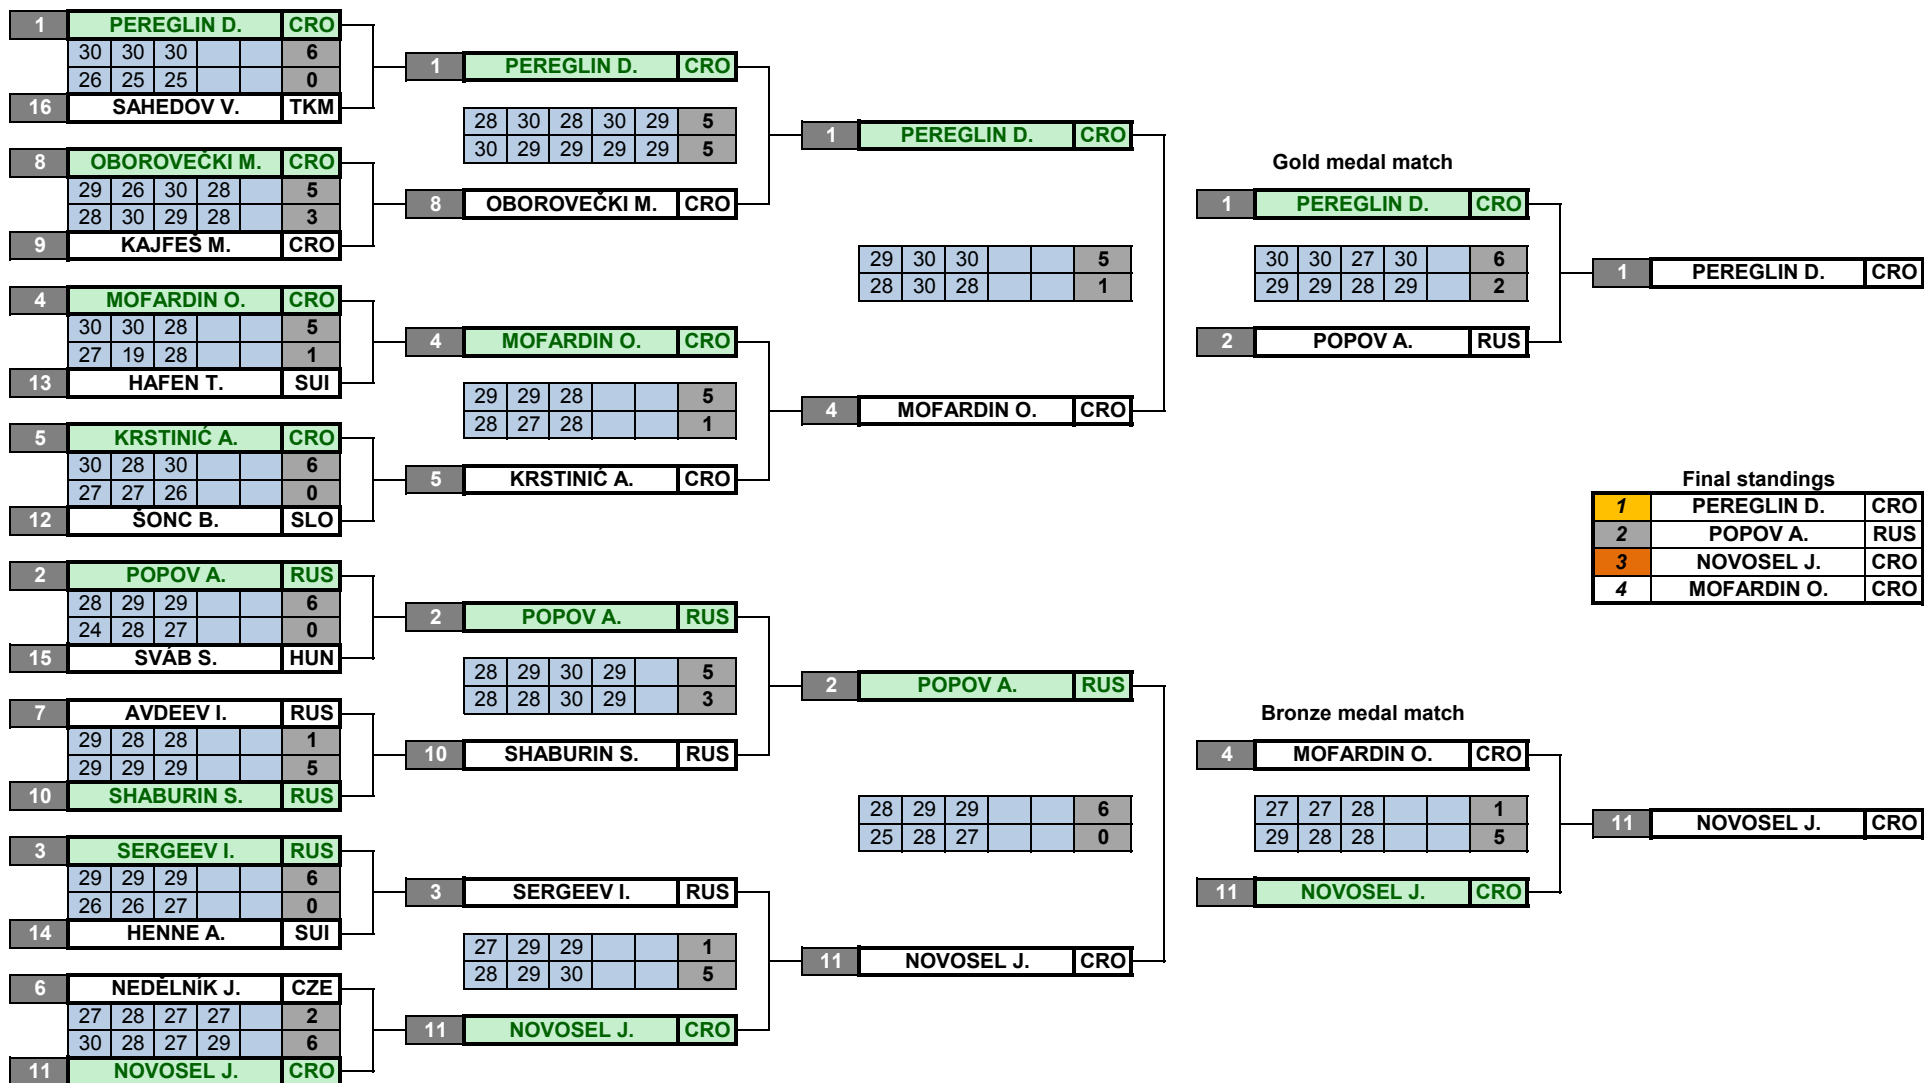 1 PEREGLIN D. CRO
30 30 30 6
26 25 25 0
16 SAHEDOV V. TKM
8 OBOROVEČKI M. CRO
29 26 30 28 5
28 30 29 28 3
9 KAJFEŠ M. CRO
4 MOFARDIN O. CRO
30 30 28 5
27 19 28 1
13 HAFEN T. SUI
5 KRSTINIĆ A. CRO
30 28 30 6
27 27 26 0
12 ŠONC B. SLO
2 POPOV A. RUS
28 29 29 6
24 28 27 0
15 SVÁB S. HUN
7 AVDEEV I. RUS
29 28 28 1
29 29 29 5
10 SHABURIN S. RUS
3 SERGEEV I. RUS
29 29 29 6
26 26 27 0
14 HENNE A. SUI
6 NEDĚLNÍK J. CZE
27 28 27 27 2
30 28 27 29 6
11 NOVOSEL J. CRO
1 PEREGLIN D. CRO
28 30 28 30 29 5
30 29 29 29 29 5
8 OBOROVEČKI M. CRO
4 MOFARDIN O. CRO
29 29 28 5
28 27 28 1
5 KRSTINIĆ A. CRO
2 POPOV A. RUS
28 29 30 29 5
28 28 30 29 3
10 SHABURIN S. RUS
3 SERGEEV I. RUS
27 29 29 1
28 29 30 5
11 NOVOSEL J. CRO
1 PEREGLIN D. CRO
29 30 30 5
28 30 28 1
4 MOFARDIN O. CRO
2 POPOV A. RUS
28 29 29 6
25 28 27 0
11 NOVOSEL J. CRO
Gold medal match
1 PEREGLIN D. CRO
30 30 27 30 6
29 29 28 29 2
2 POPOV A. RUS
1 PEREGLIN D. CRO
Bronze medal match
4 MOFARDIN O. CRO
27 27 28 1
29 28 28 5
11 NOVOSEL J. CRO
11 NOVOSEL J. CRO
Final standings
1 PEREGLIN D. CRO
2 POPOV A. RUS
3 NOVOSEL J. CRO
4 MOFARDIN O. CRO